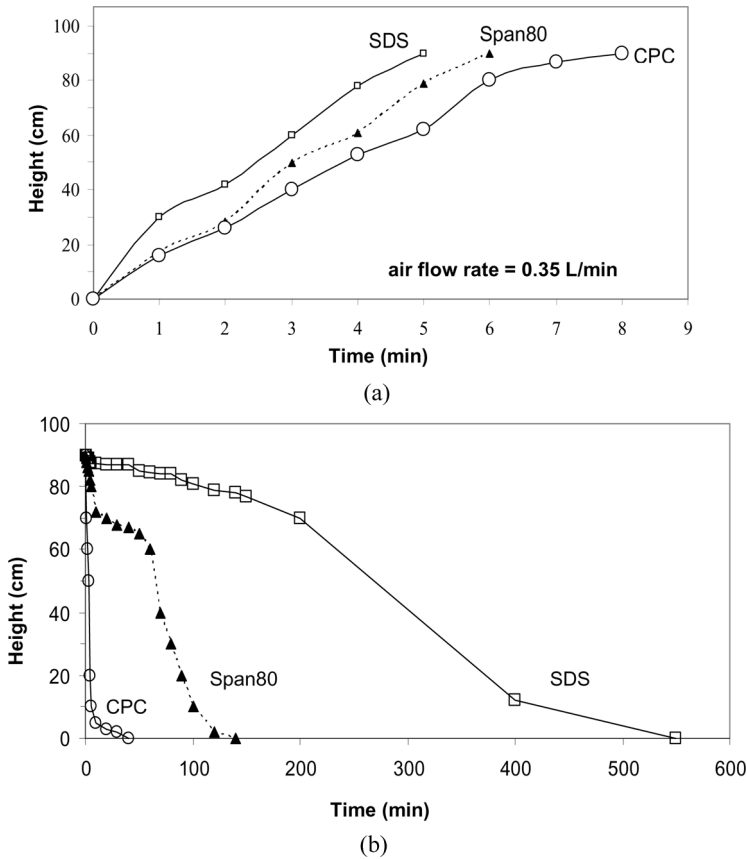 100
SDS
Span80
CPC
80
60
40
20
0
Height (cm)
air flow rate = 0.35 L/min
0 1 2 3 4 5 6 7 8 9
Time (min)
(a)
100
80
60
40
20
0
Height (cm)
CPC
Span80
SDS
0 100 200 300 400 500 600
Time (min)
(b)